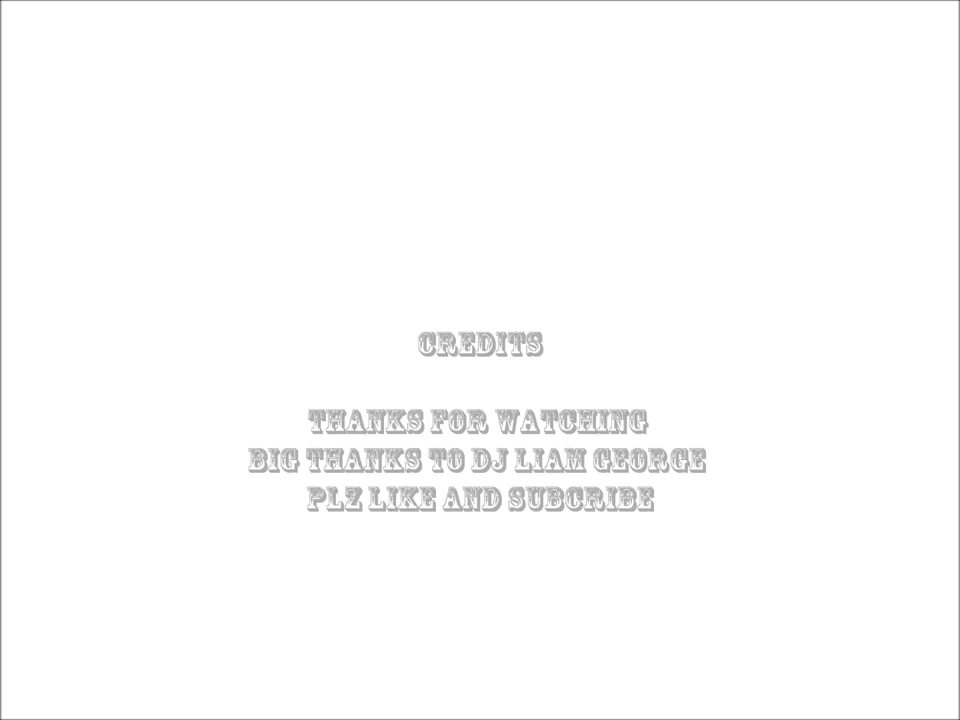 CREDITS
THANKS FOR WATCHING
BIG THANKS TO DJ LIAM GEORGE
PLZ LIKE AND SUBCRIBE